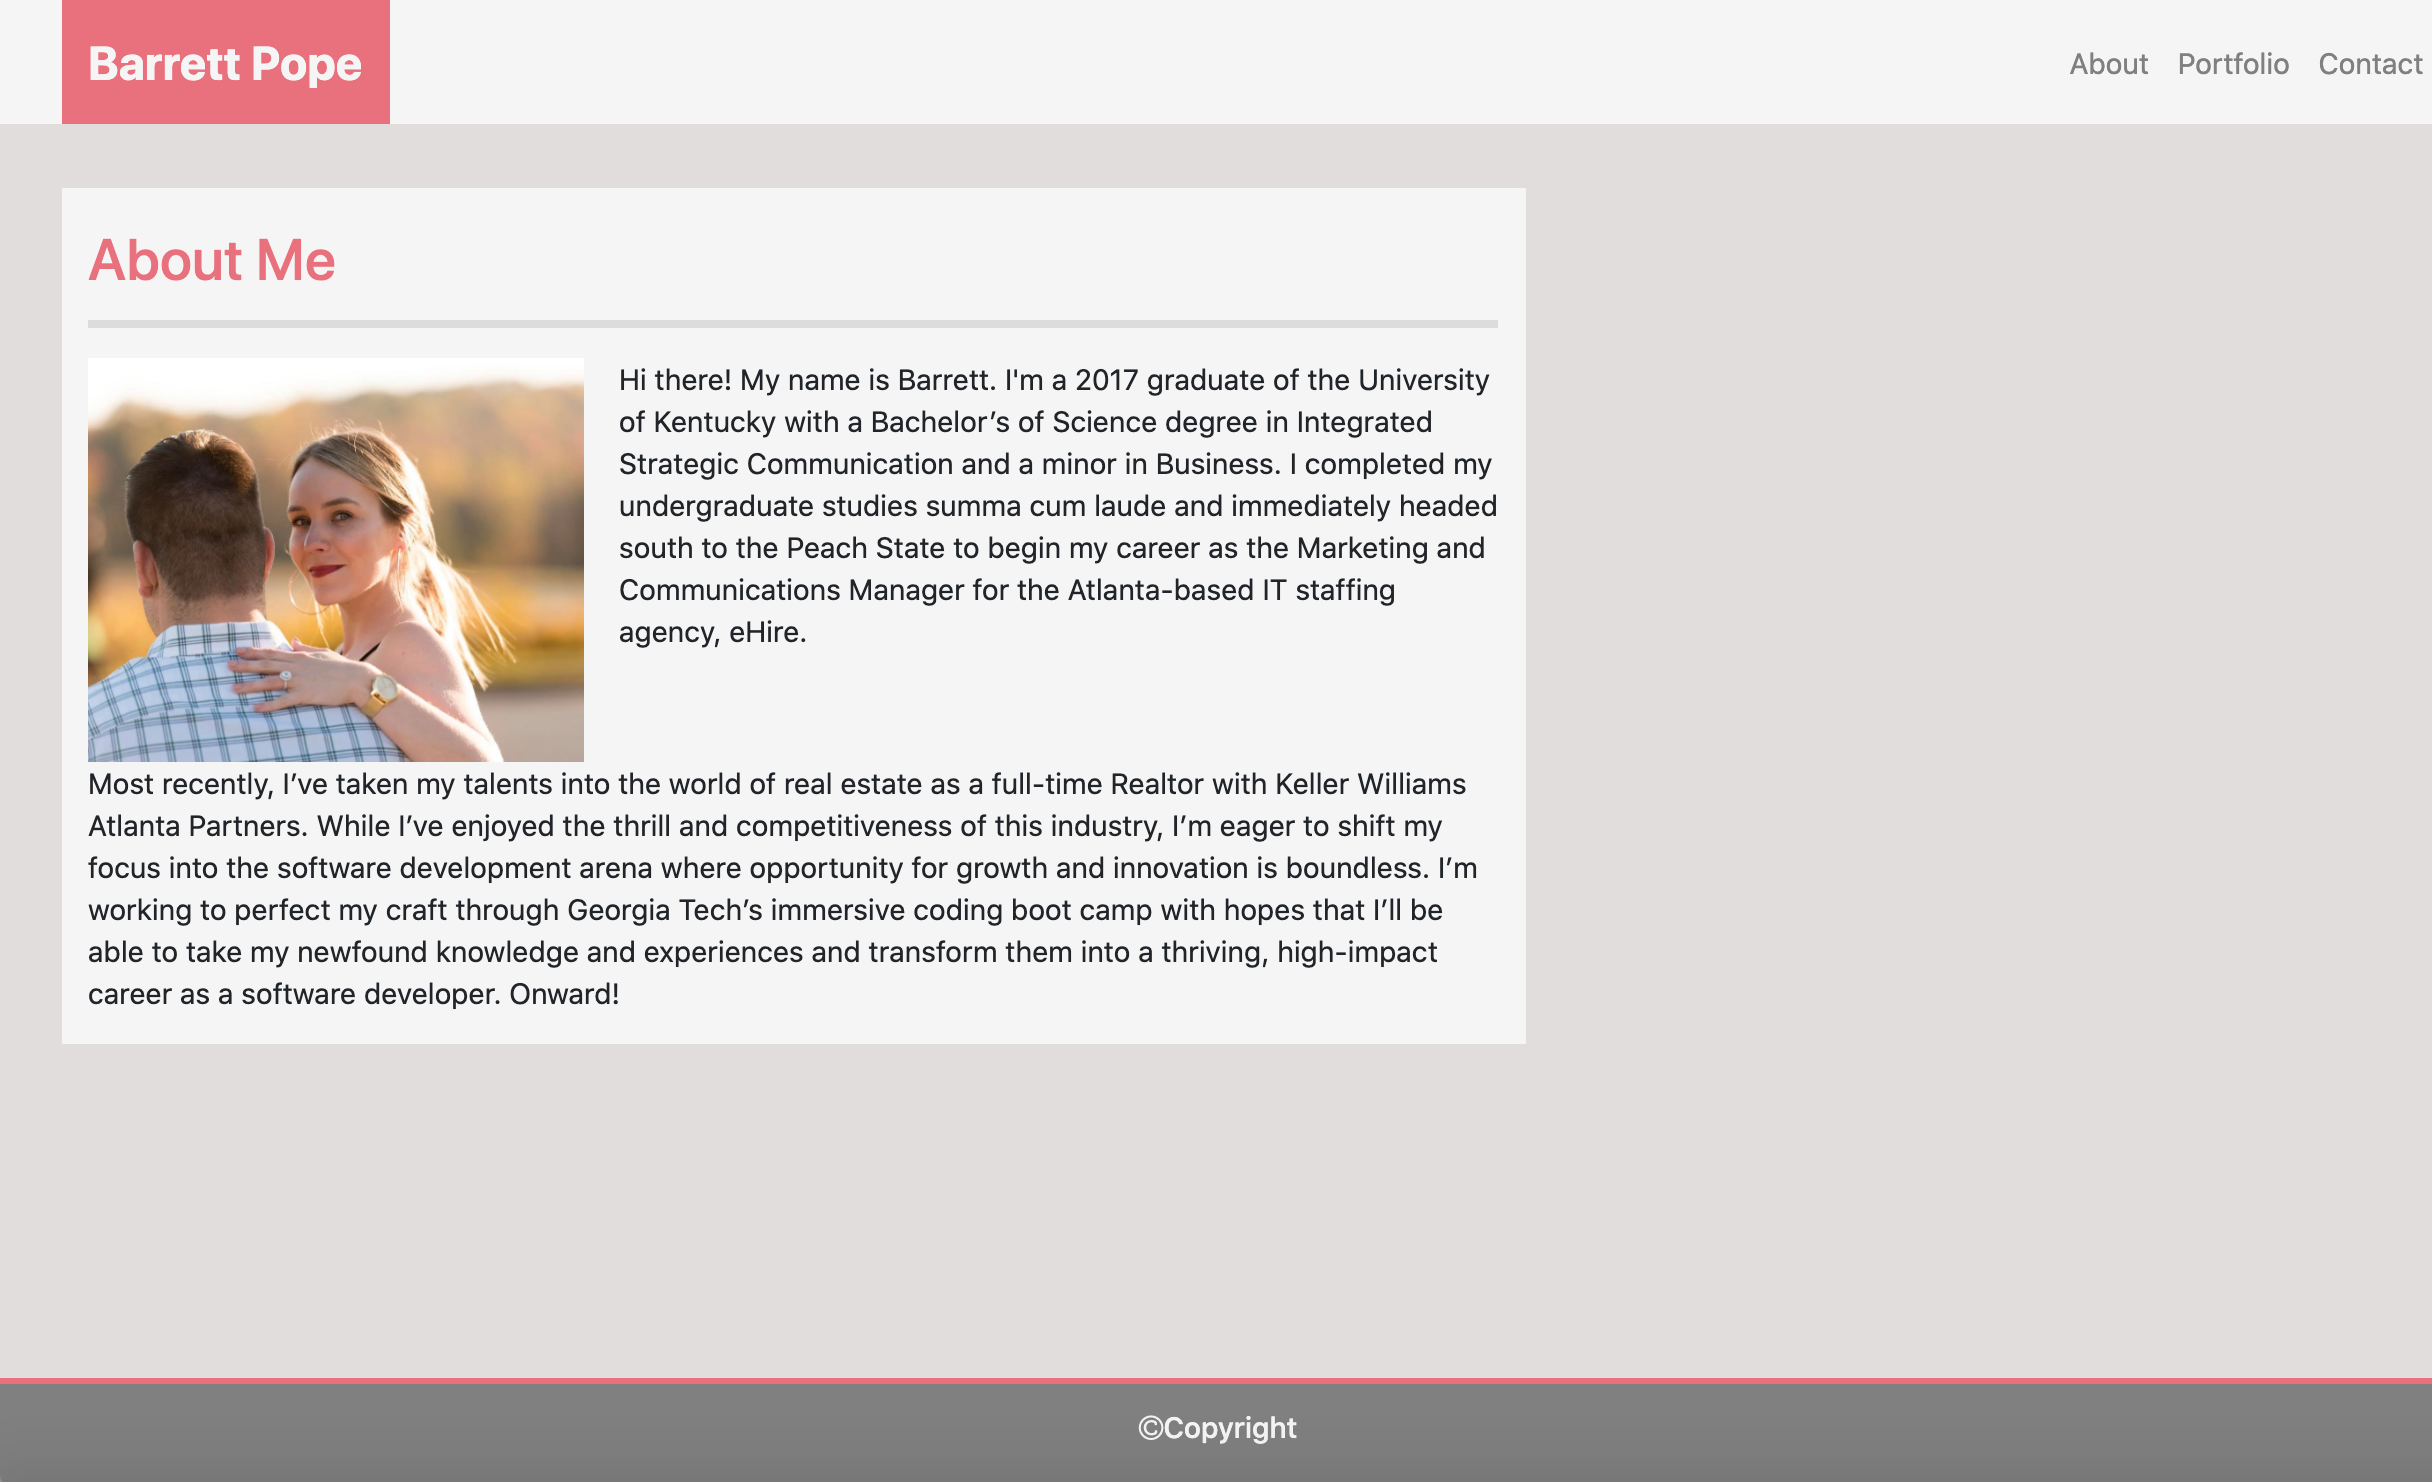 Barrett Pope
About Portfolio Contact
About Me
Hi there! My name is Barrett. I'm a 2017 graduate of the University
of Kentucky with a Bachelor’s of Science degree in Integrated
Strategic Communication and a minor in Business. I completed my
undergraduate studies summa cum laude and immediately headed
south to the Peach State to begin my career as the Marketing and
Communications Manager for the Atlanta-based IT staffing
agency, eHire.
Most recently, I’ve taken my talents into the world of real estate as a full-time Realtor with Keller Williams
Atlanta Partners. While I’ve enjoyed the thrill and competitiveness of this industry, I’m eager to shift my
focus into the software development arena where opportunity for growth and innovation is boundless. I’m
working to perfect my craft through Georgia Tech’s immersive coding boot camp with hopes that I’ll be
able to take my newfound knowledge and experiences and transform them into a thriving, high-impact
career as a software developer. Onward!
©Copyright